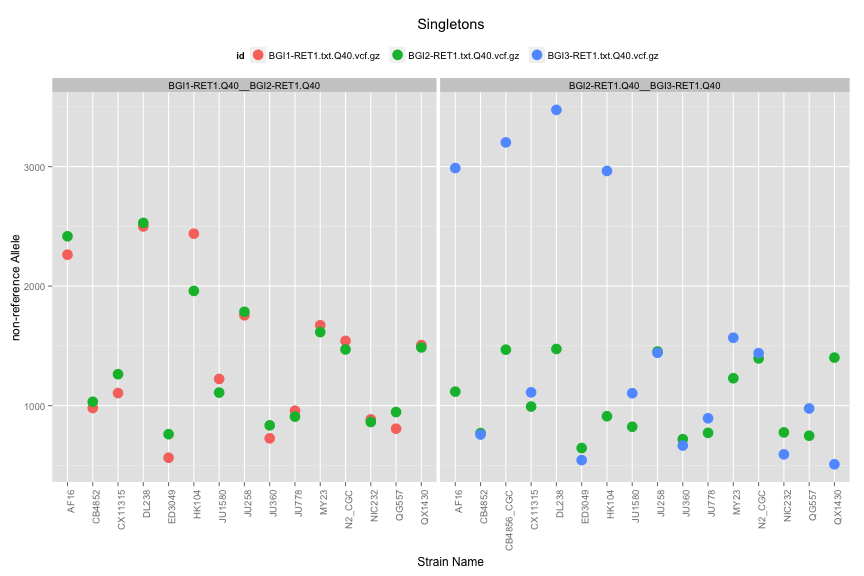 Singletons
id BGI1-RET1.txt.Q40.vcf.gz BGI2-RET1.txt.Q40.vcf.gz BGI3-RET1.txt.Q40.vcf.gz
BGI1-RET1.Q40__BGI2-RET1.Q40 BGI2-RET1.Q40__BGI3-RET1.Q40
non-reference Allele
3000
2000
1000
AF16 CB4852 CX11315 DL238 ED3049 HK104 JU1580 JU258 JU360 JU778 MY23 N2_CGC NIC232 QG557 QX1430
AF16 CB4852 CB4856_CGC CX11315 DL238 ED3049 HK104 JU1580 JU258 JU360 JU778 MY23 N2_CGC NIC232 QG557 QX1430
Strain Name